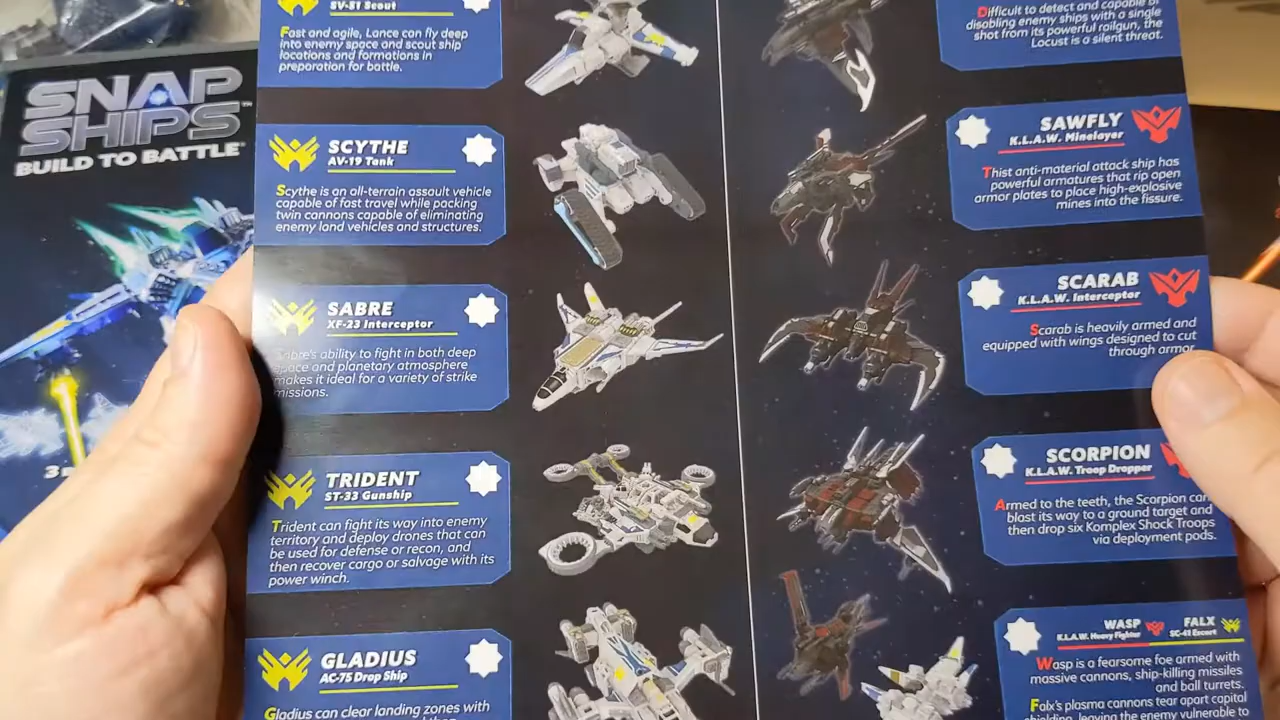 SNAP
SHIPS™
BUILD TO BATTLE
SV-51 Scout
Fast and agile, Lance can fly deep
into enemy space and scout ship
locations and formations in
preparation for battle.
SCYTHE
AV-19 Tank
Scythe is an all-terrain assault vehicle
capable of fast travel while packing
twin cannons capable of eliminating
enemy land vehicles and structures.
SABRE
XF-23 Interceptor
Sabre's ability to fight in both deep
space and planetary atmosphere
makes it ideal for a variety of strike
missions.
TRIDENT
ST-33 Gunship
Trident can fight its way into enemy
territory and deploy drones that can
be used for defense or recon, and
then recover cargo or salvage with its
power winch.
GLADIUS
AC-75 Drop Ship
Gladius can clear landing zones with
Difficult to detect and capable of
disabling enemy ships with a single
shot from its powerful railgun, the
Locust is a silent threat.
SAWFLY
K.L.A.W. Minelayer
Thist anti-material attack ship has
powerful armatures that rip open
armor plates to place high-explosive
mines into the fissure.
SCARAB
K.L.A.W. Interceptor
Scarab is heavily armed and
equipped with wings designed to cut
through armor
SCORPION
K.L.A.W. Troop Dropper
Armed to the teeth, the Scorpion can
blast its way to a ground target and
then drop six Komplex Shock Troops
via deployment pods.
WASP
K.L.A.W. Heavy Fighter
FALX
SC-41 Escort
Wasp is a fearsome foe armed with
massive cannons, ship-killing missiles
and ball turrets.
Falx's plasma cannons tear apart capital
shielding, leaving the enemy vulnerable to